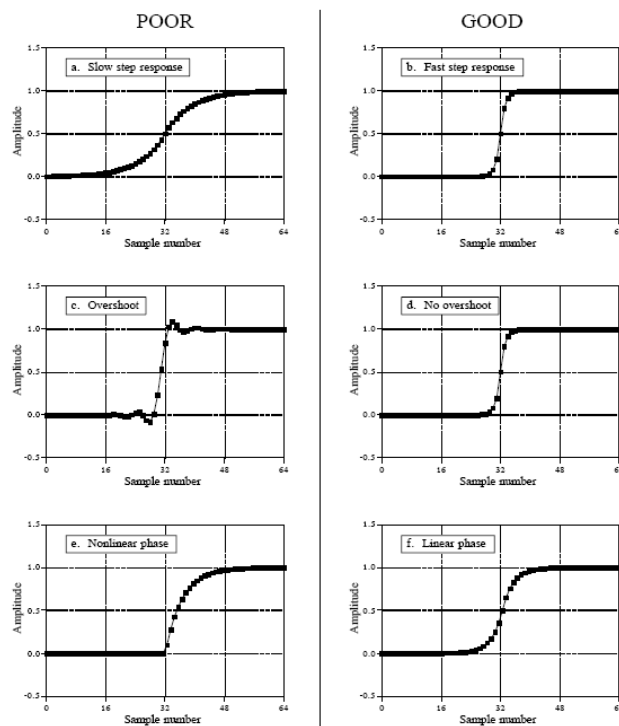 POOR
GOOD
1.5
a. Slow step response
1.0
0.5
0.0
-0.5
0 16 32 48 64
Sample number
Amplitude
1.5
b. Fast step response
1.0
0.5
0.0
-0.5
0 16 32 48 64
Sample number
Amplitude
1.5
c. Overshoot
1.0
0.5
0.0
-0.5
0 16 32 48 64
Sample number
Amplitude
1.5
d. No overshoot
1.0
0.5
0.0
-0.5
0 16 32 48 64
Sample number
Amplitude
1.5
e. Nonlinear phase
1.0
0.5
0.0
-0.5
0 16 32 48 64
Sample number
Amplitude
1.5
f. Linear phase
1.0
0.5
0.0
-0.5
0 16 32 48 64
Sample number
Amplitude